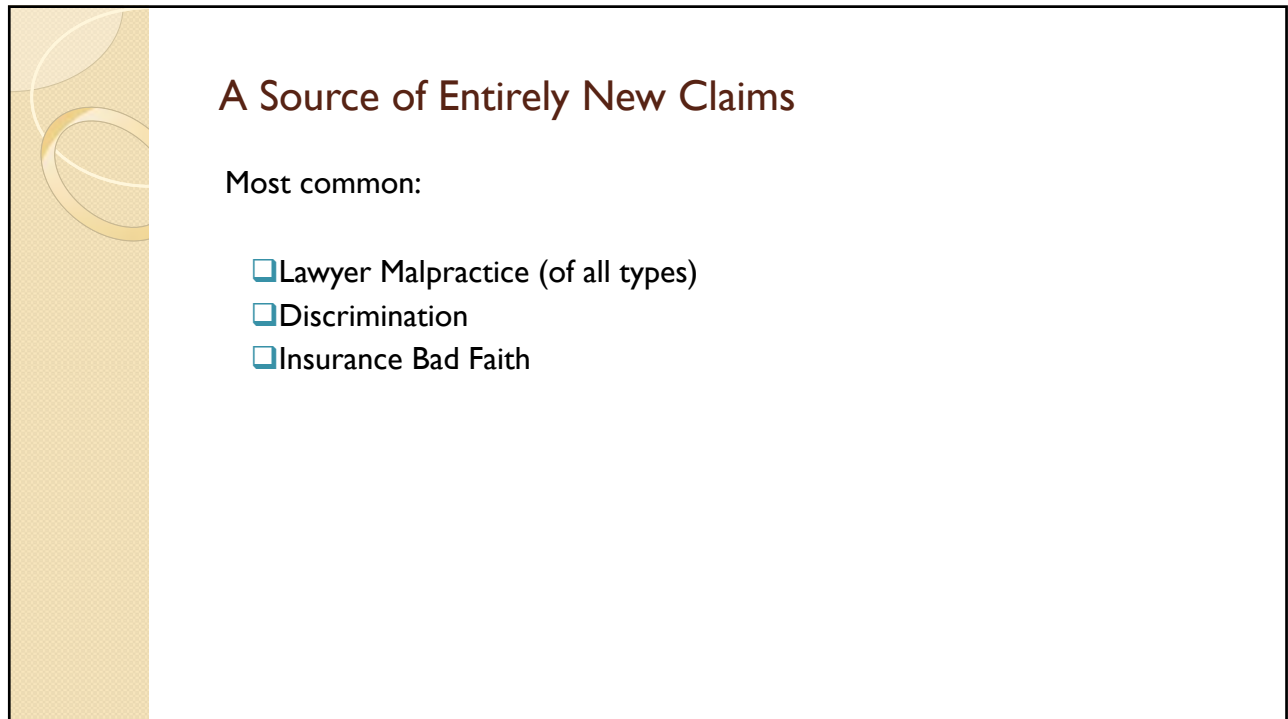 A Source of Entirely New Claims
Most common:
❑Lawyer Malpractice (of all types)
❑Discrimination
❑Insurance Bad Faith